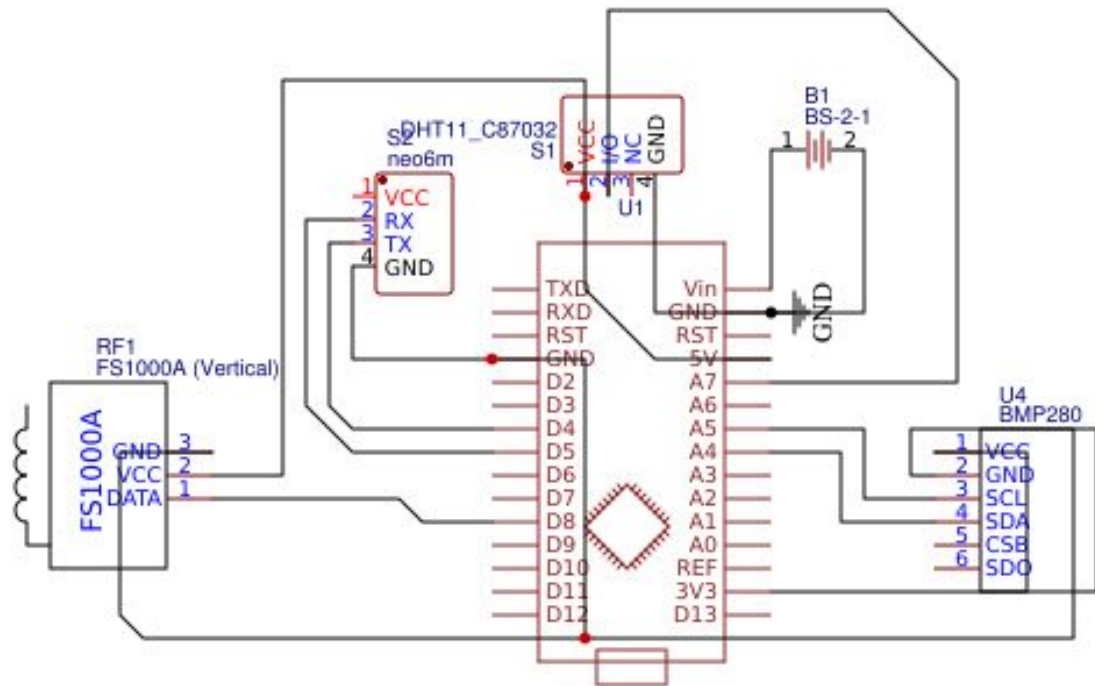 B1
BS-2-1
1 2
DHT11_C87032
S1
VCC
I/O
NC
GND
1
2
3
4
U1
S2
neo6m
1 VCC
2 RX
3 TX
4 GND
RF1
FS1000A (Vertical)
FS1000A
GND 3
VCC 2
DATA 1
TXD
RXD
RST
GND
D2
D3
D4
D5
D6
D7
D8
D9
D10
D11
D12
Vin
GND
RST
5V
A7
A6
A5
A4
A3
A2
A1
A0
REF
3V3
D13
GND
U4
BMP280
1 VCC
2 GND
3 SCL
4 SDA
5 CSB
6 SDO